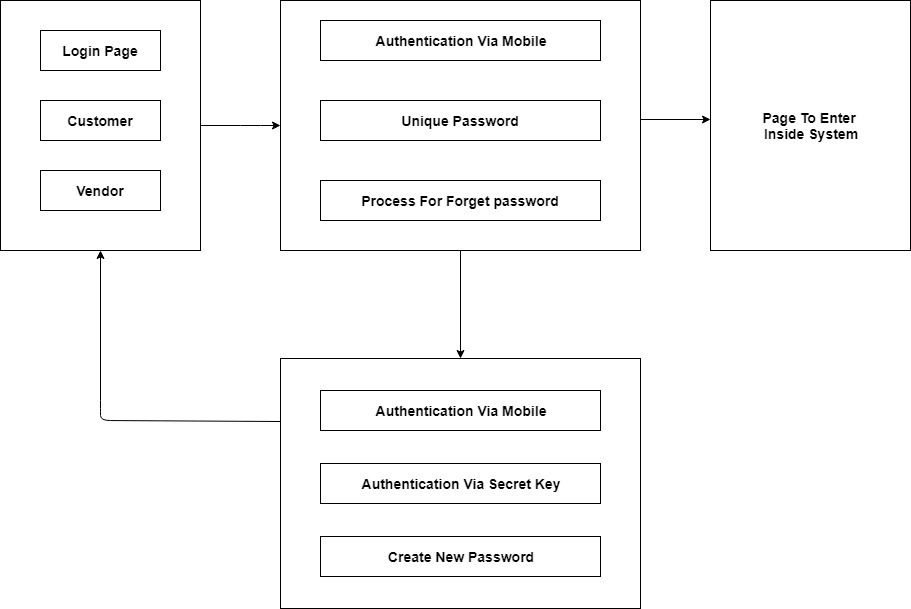 Login Page
Customer
Vendor
Authentication Via Mobile
Unique Password
Process For Forget password
Page To Enter
Inside System
Authentication Via Mobile
Authentication Via Secret Key
Create New Password